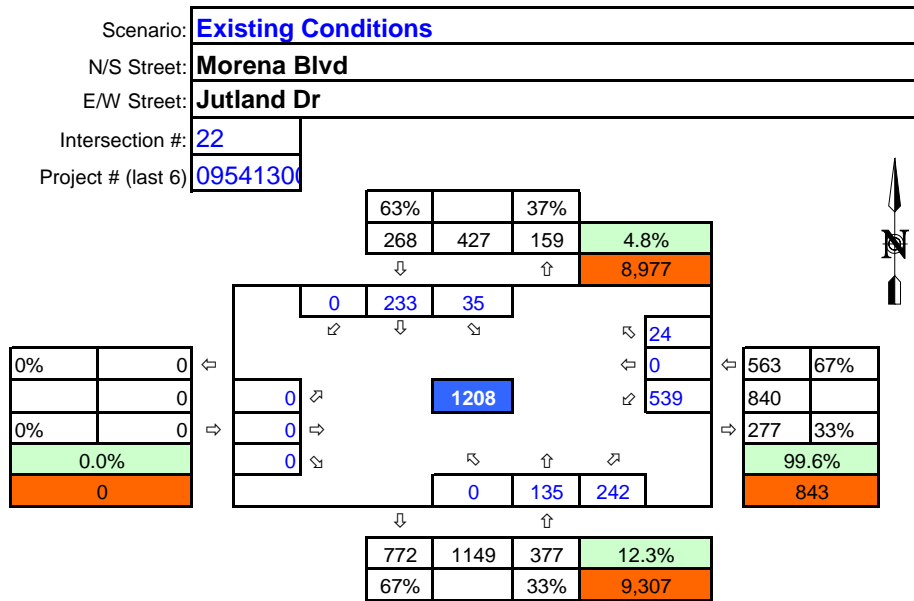 Scenario: Existing Conditions
N/S Street: Morena Blvd
E/W Street: Jutland Dr
Intersection #: 22
Project # (last 6) 09541300
N
63% 37%
268 427 159 4.8%
⇩ ⇧ 8,977
0 233 35
⬃ ⇩ ⬂
⬁ 24
0% 0 ⇦ ⇦ 0 ⇦ 563 67%
0 0 ⬀ 1208 ⬃ 539 840
0% 0 ⇨ 0 ⇨ ⇨ 277 33%
0.0% 0 ⬂ ⬁ ⇧ ⬀ 99.6%
0 0 135 242 843
⇩ ⇧
772 1149 377 12.3%
67% 33% 9,307